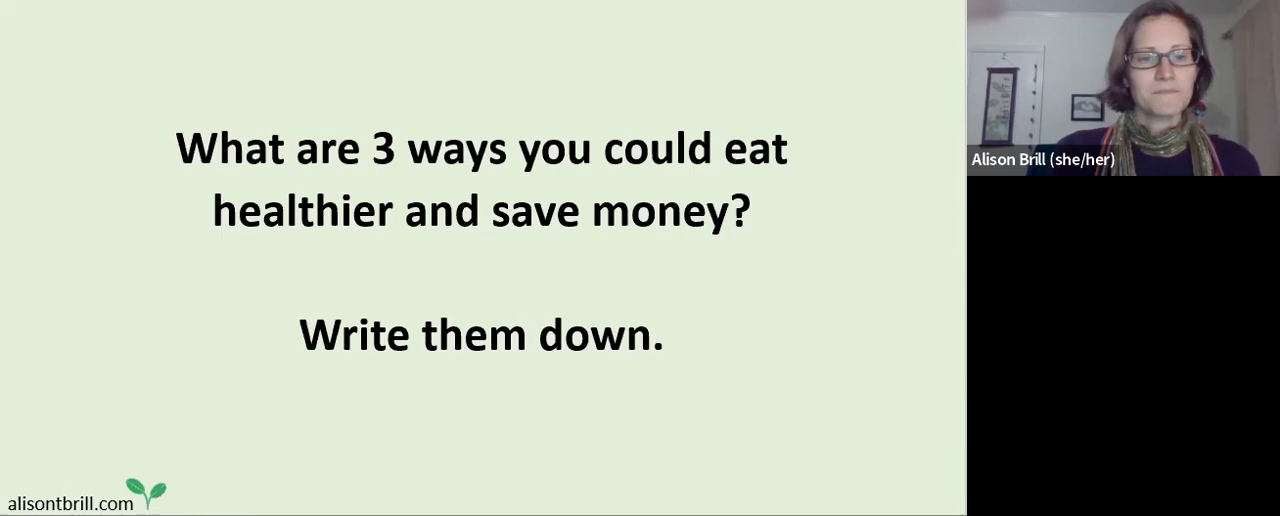 What are 3 ways you could eat
healthier and save money?
Write them down.
alisontbrill.com
Alison Brill (she/her)